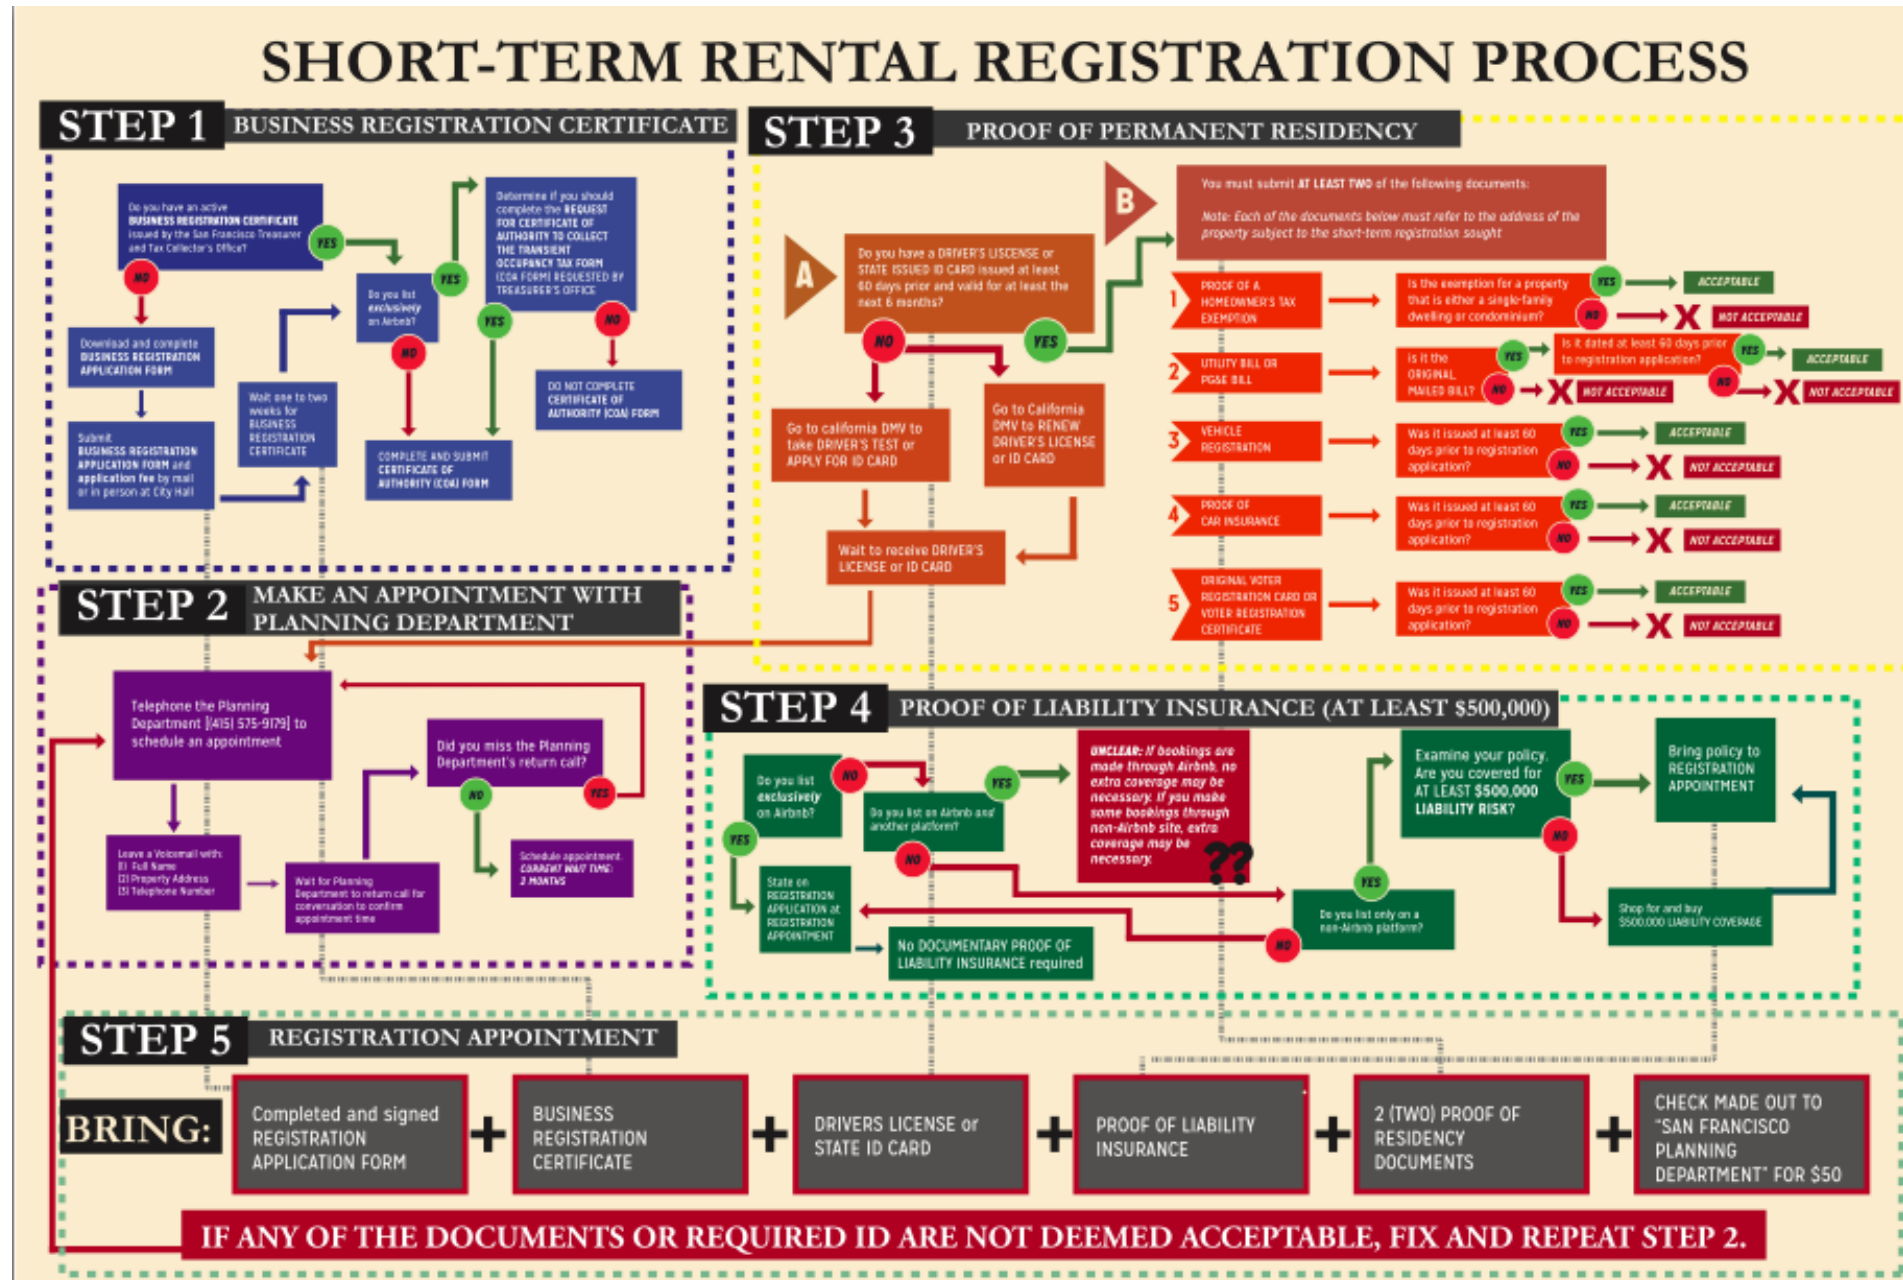 SHORT-TERM RENTAL REGISTRATION PROCESS
STEP 1
BUSINESS REGISTRATION CERTIFICATE
Do you have an active
BUSINESS REGISTRATION CERTIFICATE
issued by the San Francisco Treasurer
and Tax Collector's Office?
YES
NO
Download and complete
BUSINESS REGISTRATION
APPLICATION FORM
Submit
BUSINESS REGISTRATION
APPLICATION FORM and
application fee by mail
or in person at City Hall
Wait one to two
weeks for
BUSINESS
REGISTRATION
CERTIFICATE
Do you list
exclusively
on Airbnb?
YES
NO
Determine if you should
complete the REQUEST
FOR CERTIFICATE OF
AUTHORITY TO COLLECT
THE TRANSIENT
OCCUPANCY TAX FORM
(COA FORM) REQUESTED BY
TREASURER'S OFFICE
YES
NO
COMPLETE AND SUBMIT
CERTIFICATE OF
AUTHORITY (COA) FORM
DO NOT COMPLETE
CERTIFICATE OF
AUTHORITY (COA) FORM
STEP 2
MAKE AN APPOINTMENT WITH
PLANNING DEPARTMENT
Telephone the Planning
Department [(415) 575-9179] to
schedule an appointment
Leave a Voicemail with:
(1) Full Name
(2) Property Address
(3) Telephone Number
Wait for Planning
Department to return call for
conversation to confirm
appointment time
Did you miss the Planning
Department's return call?
NO
YES
Schedule appointment.
CURRENT WAIT TIME:
2 MONTHS
STEP 3
PROOF OF PERMANENT RESIDENCY
A
Do you have a DRIVER'S LISCENSE or
STATE ISSUED ID CARD issued at least
60 days prior and valid for at least the
next 6 months?
NO
YES
Go to california DMV to
take DRIVER'S TEST or
APPLY FOR ID CARD
Go to California
DMV to RENEW
DRIVER'S LICENSE
or ID CARD
Wait to receive DRIVER'S
LICENSE or ID CARD
B
You must submit AT LEAST TWO of the following documents:
Note: Each of the documents below must refer to the address of the
property subject to the short-term registration sought
1
PROOF OF A
HOMEOWNER'S TAX
EXEMPTION
Is the exemption for a property
that is either a single-family
dwelling or condominium?
YES
ACCEPTABLE
NO
X
NOT ACCEPTABLE
2
UTILITY BILL OR
PG&E BILL
Is it the
ORIGINAL
MAILED BILL?
YES
NO
X
NOT ACCEPTABLE
Is it dated at least 60 days prior
to registration application?
YES
ACCEPTABLE
NO
X
NOT ACCEPTABLE
3
VEHICLE
REGISTRATION
Was it issued at least 60
days prior to registration
application?
YES
ACCEPTABLE
NO
X
NOT ACCEPTABLE
4
PROOF OF
CAR INSURANCE
Was it issued at least 60
days prior to registration
application?
YES
ACCEPTABLE
NO
X
NOT ACCEPTABLE
5
ORIGINAL VOTER
REGISTRATION CARD OR
VOTER REGISTRATION
CERTIFICATE
Was it issued at least 60
days prior to registration
application?
YES
ACCEPTABLE
NO
X
NOT ACCEPTABLE
STEP 4
PROOF OF LIABILITY INSURANCE (AT LEAST $500,000)
Do you list
exclusively
on Airbnb?
NO
YES
State on
REGISTRATION
APPLICATION at
REGISTRATION
APPOINTMENT
No DOCUMENTARY PROOF OF
LIABILITY INSURANCE required
Do you list on Airbnb and
another platform?
YES
NO
UNCLEAR: If bookings are
made through Airbnb, no
extra coverage may be
necessary. If you make
some bookings through
non-Airbnb site, extra
coverage may be
necessary.
??
Do you list only on a
non-Airbnb platform?
YES
NO
Examine your policy.
Are you covered for
AT LEAST $500,000
LIABILITY RISK?
YES
NO
Bring policy to
REGISTRATION
APPOINTMENT
Shop for and buy
$500,000 LIABILITY COVERAGE
STEP 5
REGISTRATION APPOINTMENT
BRING:
Completed and signed
REGISTRATION
APPLICATION FORM
+
BUSINESS
REGISTRATION
CERTIFICATE
+
DRIVERS LICENSE or
STATE ID CARD
+
PROOF OF LIABILITY
INSURANCE
+
2 (TWO) PROOF OF
RESIDENCY
DOCUMENTS
+
CHECK MADE OUT TO
"SAN FRANCISCO
PLANNING
DEPARTMENT" FOR $50
IF ANY OF THE DOCUMENTS OR REQUIRED ID ARE NOT DEEMED ACCEPTABLE, FIX AND REPEAT STEP 2.